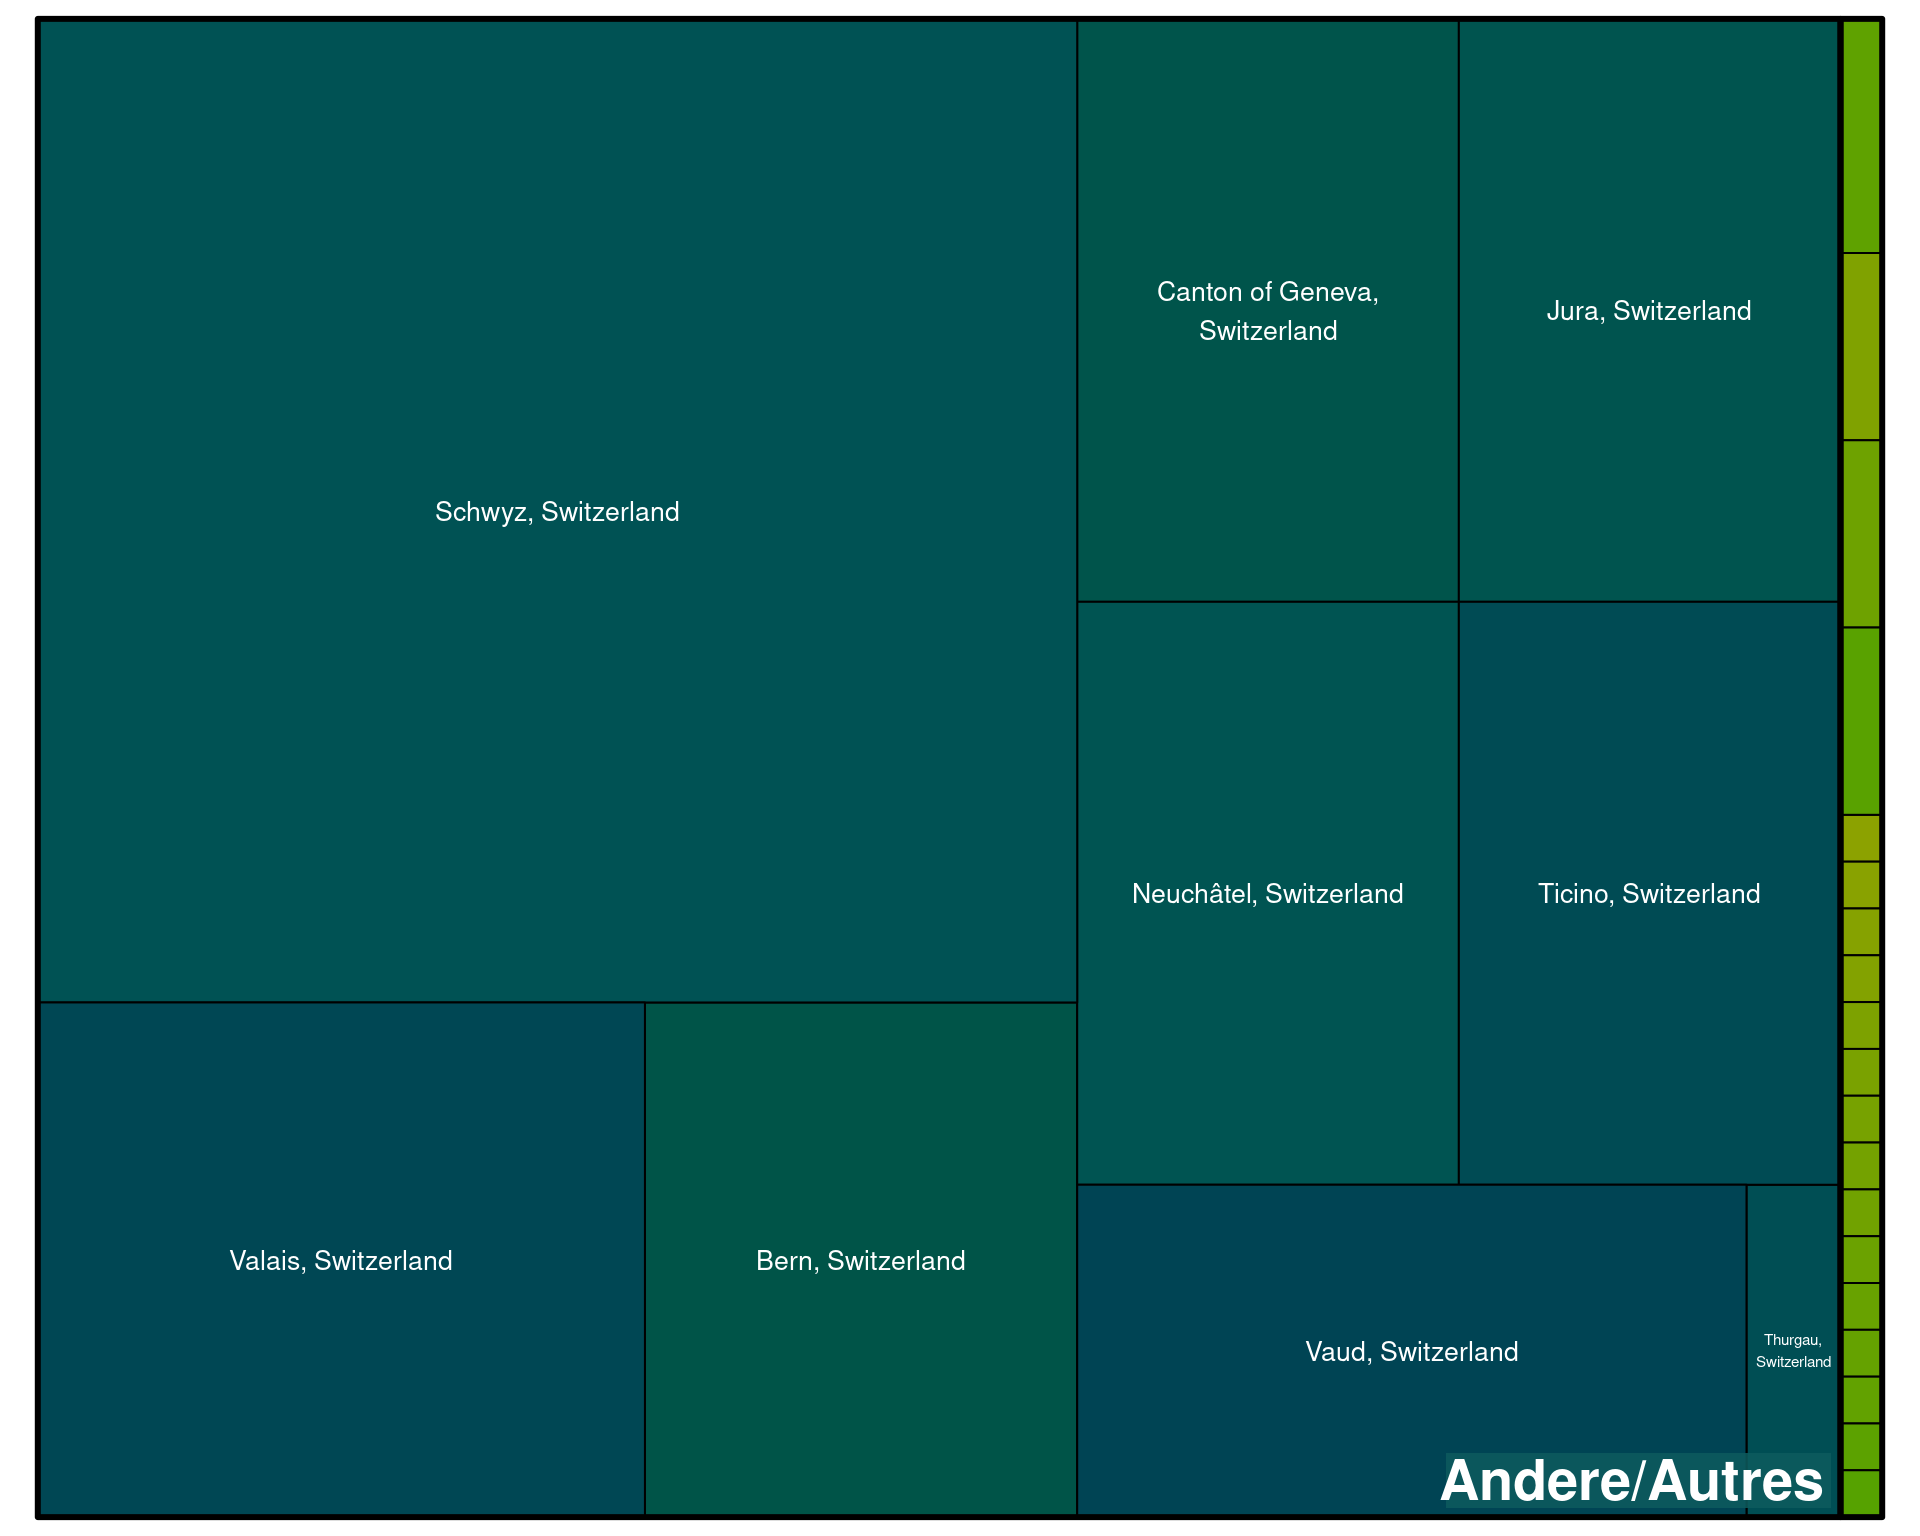 Schwyz, Switzerland
Canton of Geneva,
Switzerland
Jura, Switzerland
Neuchâtel, Switzerland
Ticino, Switzerland
Valais, Switzerland
Bern, Switzerland
Vaud, Switzerland
Thurgau,
Switzerland
Andere/Autres